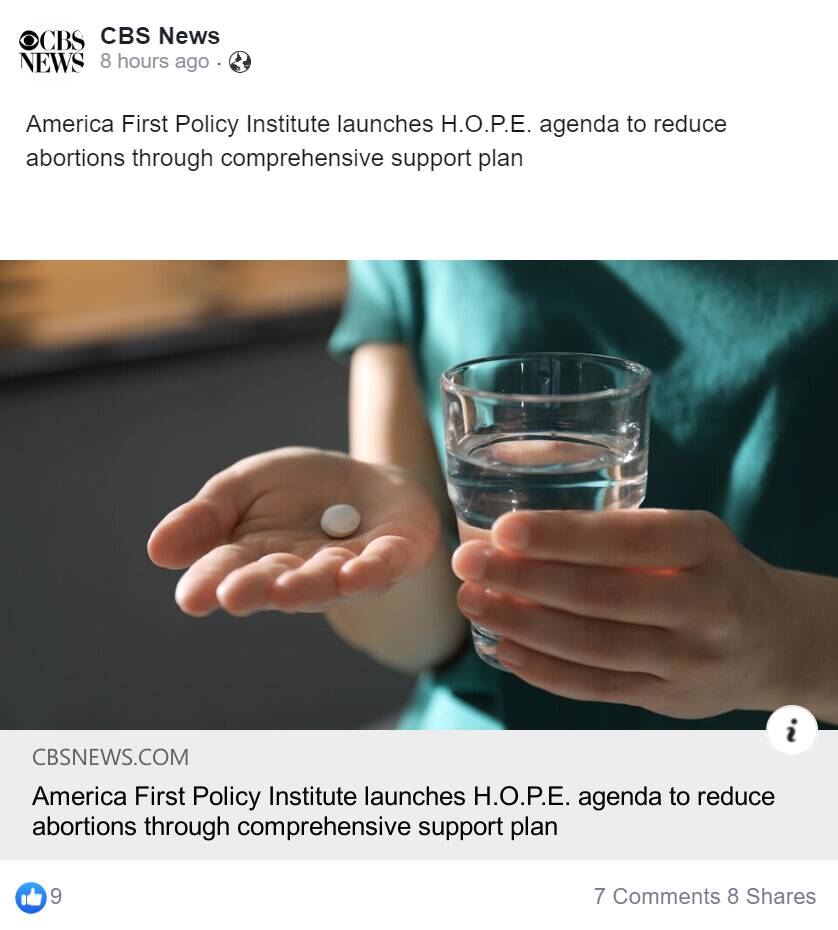 CBS NEWS
CBS News
8 hours ago ·
America First Policy Institute launches H.O.P.E. agenda to reduce
abortions through comprehensive support plan
i
CBSNEWS.COM
America First Policy Institute launches H.O.P.E. agenda to reduce
abortions through comprehensive support plan
9
7 Comments 8 Shares